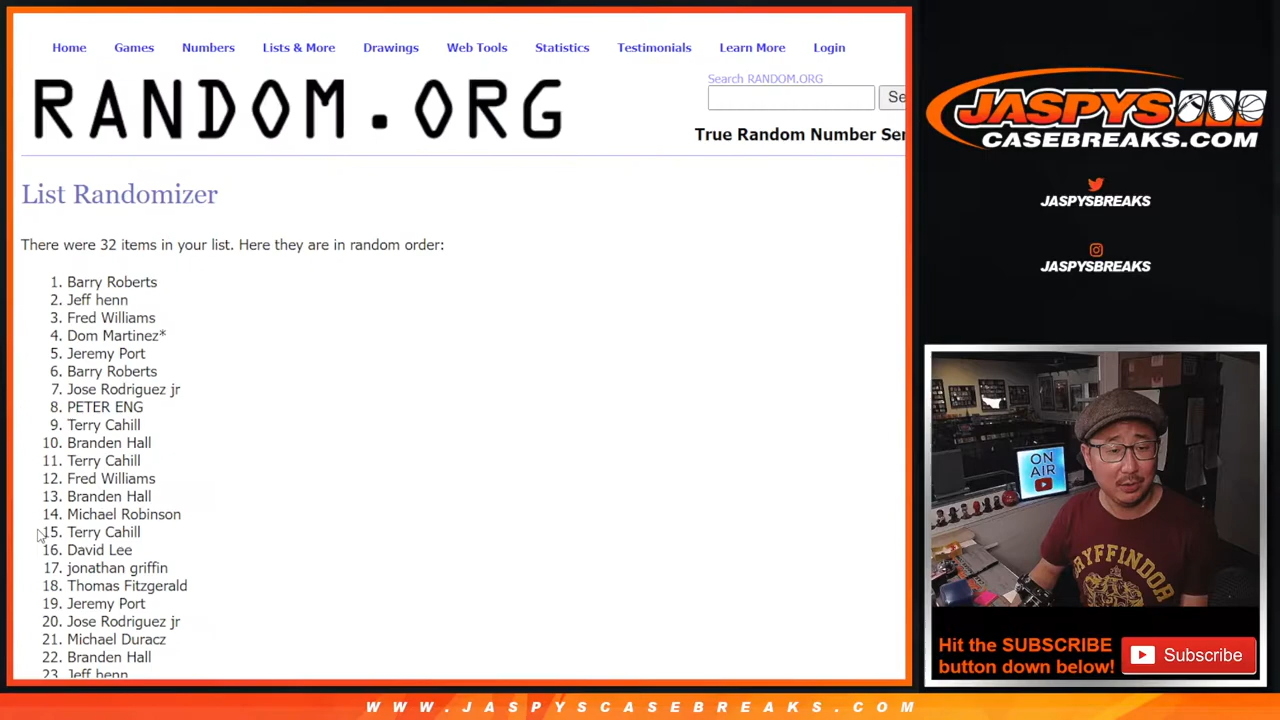 Home Games Numbers Lists & More Drawings Web Tools Statistics Testimonials Learn More Login
RANDOM.ORG
Search RANDOM.ORG
Se
True Random Number Ser
List Randomizer
There were 32 items in your list. Here they are in random order:
1. Barry Roberts
2. Jeff henn
3. Fred Williams
4. Dom Martinez*
5. Jeremy Port
6. Barry Roberts
7. Jose Rodriguez jr
8. PETER ENG
9. Terry Cahill
10. Branden Hall
11. Terry Cahill
12. Fred Williams
13. Branden Hall
14. Michael Robinson
15. Terry Cahill
16. David Lee
17. jonathan griffin
18. Thomas Fitzgerald
19. Jeremy Port
20. Jose Rodriguez jr
21. Michael Duracz
22. Branden Hall
23. Jeff henn
JASPYS
CASEBREAKS.COM
JASPYSBREAKS
JASPYSBREAKS
ON
AIR
RYFFINDOR
Hit the SUBSCRIBE
button down below!
Subscribe
WWW.JASPYSCASEBREAKS.COM